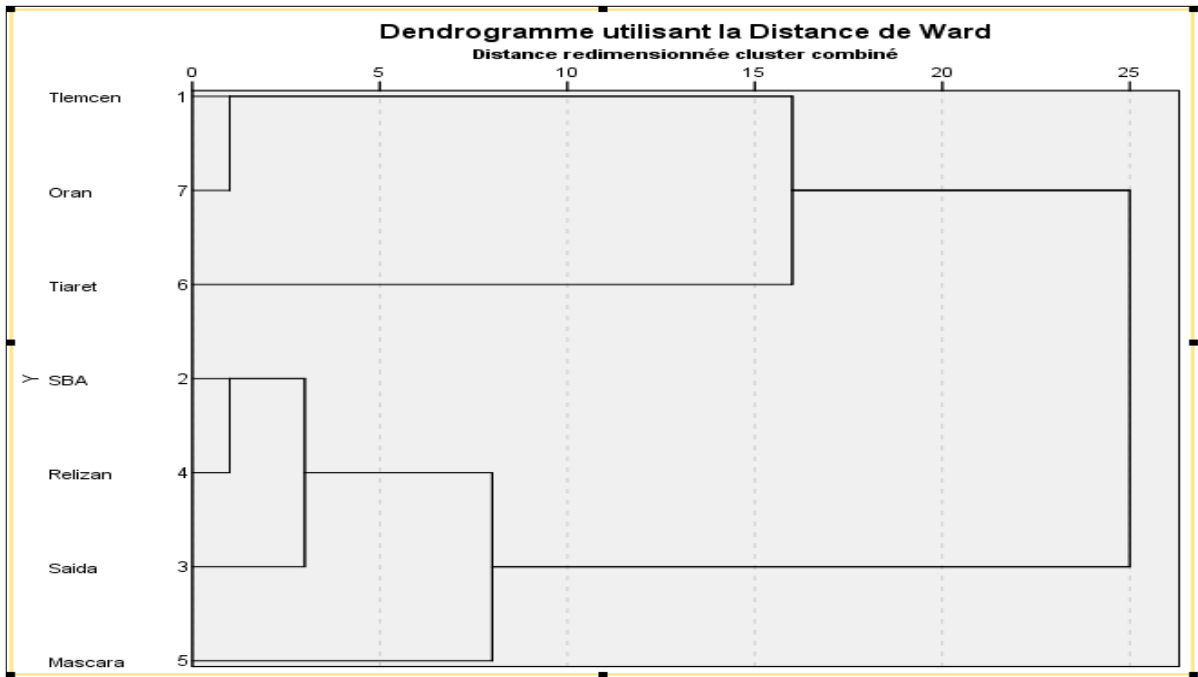 Dendrogramme utilisant la Distance de Ward
Distance redimensionnée cluster combiné
0 5 10 15 20 25
Tlemcen 1
Oran 7
Tiaret 6
Y
SBA 2
Relizan 4
Saida 3
Mascara 5